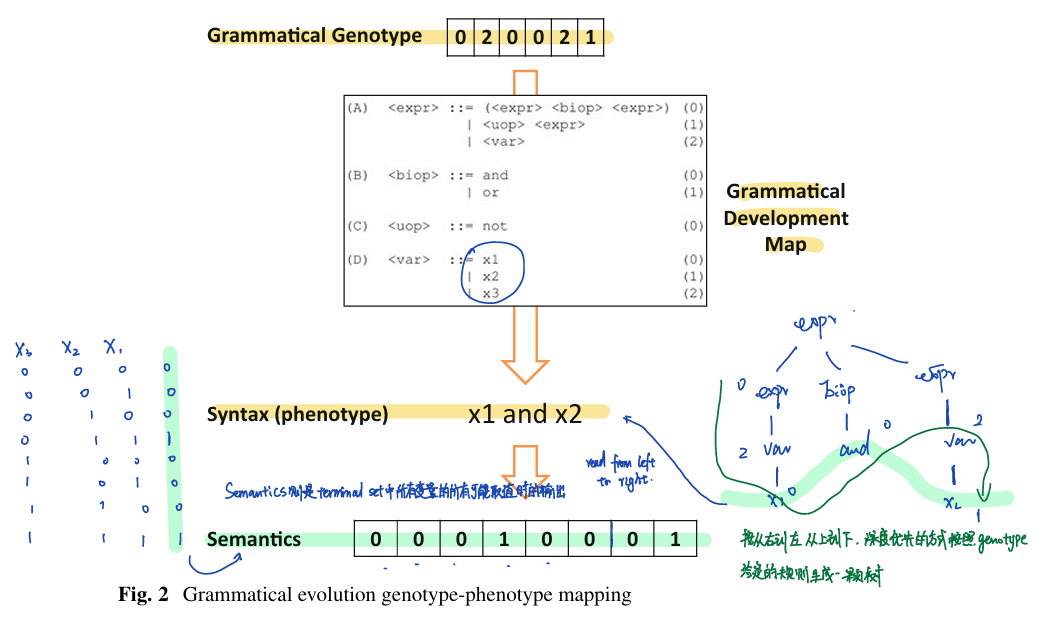 Grammatical Genotype 0 2 0 0 2 1
(A) <expr> ::= (<expr> <biop> <expr>) (0)
| <uop> <expr> (1)
| <var> (2)
(B) <biop> ::= and (0)
| or (1)
(C) <uop> ::= not (0)
(D) <var> ::= x1 (0)
| x2 (1)
| x3 (2)
Grammatical
Development
Map
X3 X2 X1
0 0 0 0
0 0 1 0
0 1 0 0
0 1 1 1
1 0 0 0
1 0 1 0
1 1 0 0
1 1 1 1
expr
0 expr biop expr
2 var and 0 var 2
x1 0 x2 1
Syntax (phenotype) x1 and x2
read from left
to right.
Semantics则是terminal set中所有变量的所有可能取值时的输出
Semantics 0 0 0 1 0 0 0 1
从右到左 从上到下，深度优先的方式按照genotype
给定的规则生成一颗树
Fig. 2 Grammatical evolution genotype-phenotype mapping